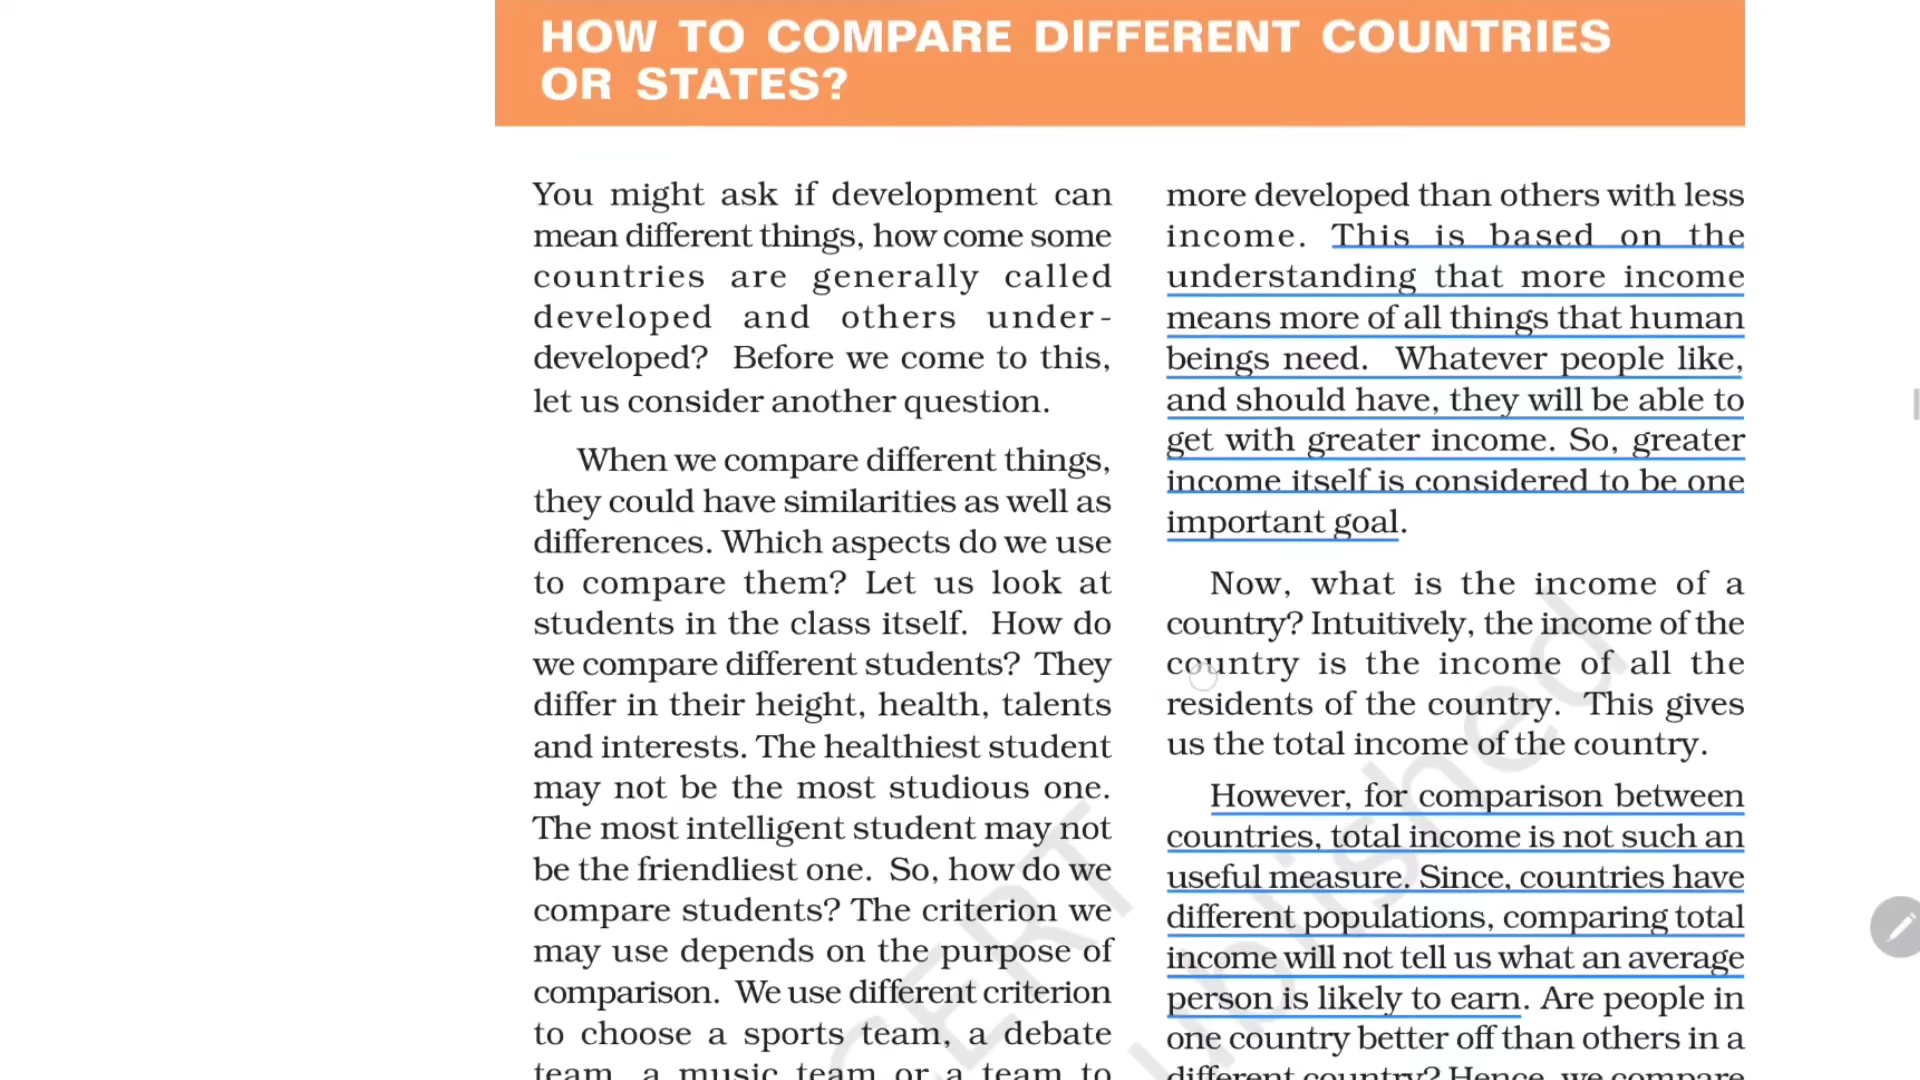 HOW TO COMPARE DIFFERENT COUNTRIES
OR STATES?
You might ask if development can
mean different things, how come some
countries are generally called
developed and others under-
developed? Before we come to this,
let us consider another question.
When we compare different things,
they could have similarities as well as
differences. Which aspects do we use
to compare them? Let us look at
students in the class itself. How do
we compare different students? They
differ in their height, health, talents
and interests. The healthiest student
may not be the most studious one.
The most intelligent student may not
be the friendliest one. So, how do we
compare students? The criterion we
may use depends on the purpose of
comparison. We use different criterion
to choose a sports team, a debate
team, a music team or a team to
more developed than others with less
income. This is based on the
understanding that more income
means more of all things that human
beings need. Whatever people like,
and should have, they will be able to
get with greater income. So, greater
income itself is considered to be one
important goal.
Now, what is the income of a
country? Intuitively, the income of the
country is the income of all the
residents of the country. This gives
us the total income of the country.
However, for comparison between
countries, total income is not such an
useful measure. Since, countries have
different populations, comparing total
income will not tell us what an average
person is likely to earn. Are people in
one country better off than others in a
different country? Hence, we compare